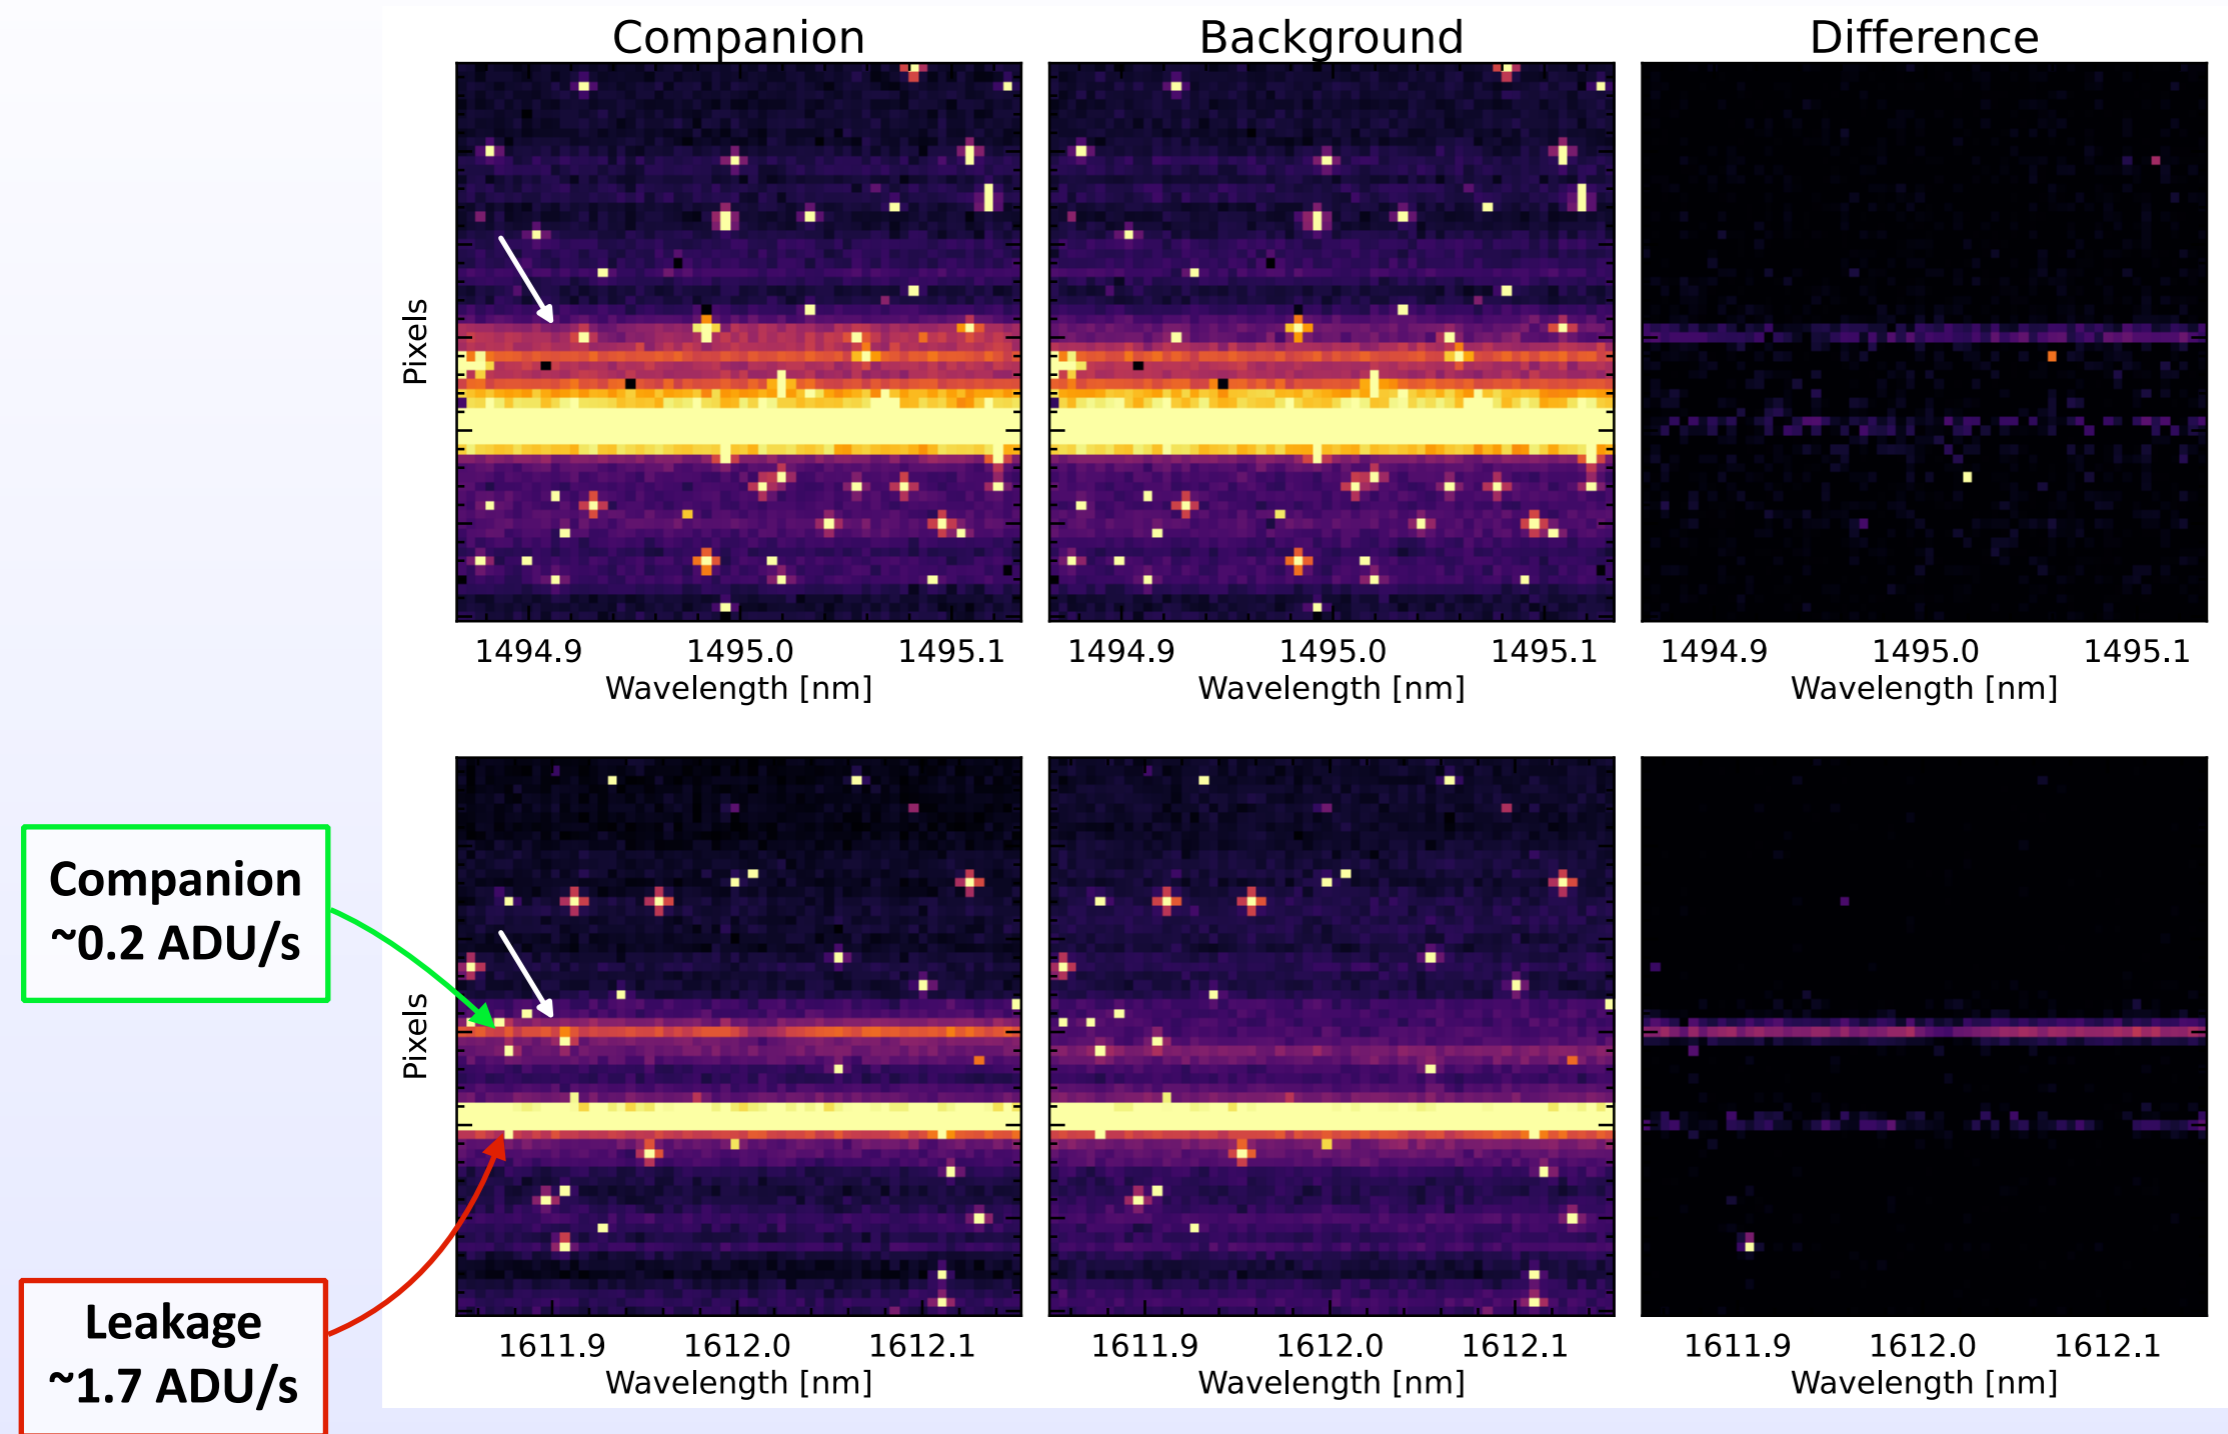 Companion
Background
Difference
Pixels
1494.9 1495.0 1495.1
Wavelength [nm]
1494.9 1495.0 1495.1
Wavelength [nm]
1494.9 1495.0 1495.1
Wavelength [nm]
Companion
~0.2 ADU/s
Pixels
Leakage
~1.7 ADU/s
1611.9 1612.0 1612.1
Wavelength [nm]
1611.9 1612.0 1612.1
Wavelength [nm]
1611.9 1612.0 1612.1
Wavelength [nm]